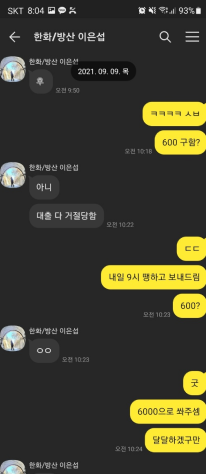 SKT 8:04
93%
한화/방산 이은섭
한화/방산 이은섭
2021. 09. 09. 목
후
오전 9:50
ㅋㅋㅋㅋ ㅅㅂ
600 구함?
오전 10:18
한화/방산 이은섭
아니
대출 다 거절당함
오전 10:22
ㄷㄷ
내일 9시 땡하고 보내드림
600?
오전 10:23
한화/방산 이은섭
ㅇㅇ
오전 10:23
굿
6000으로 쏴주셈
달달하겠구만
오전 10:24
한화/방산 이은섭